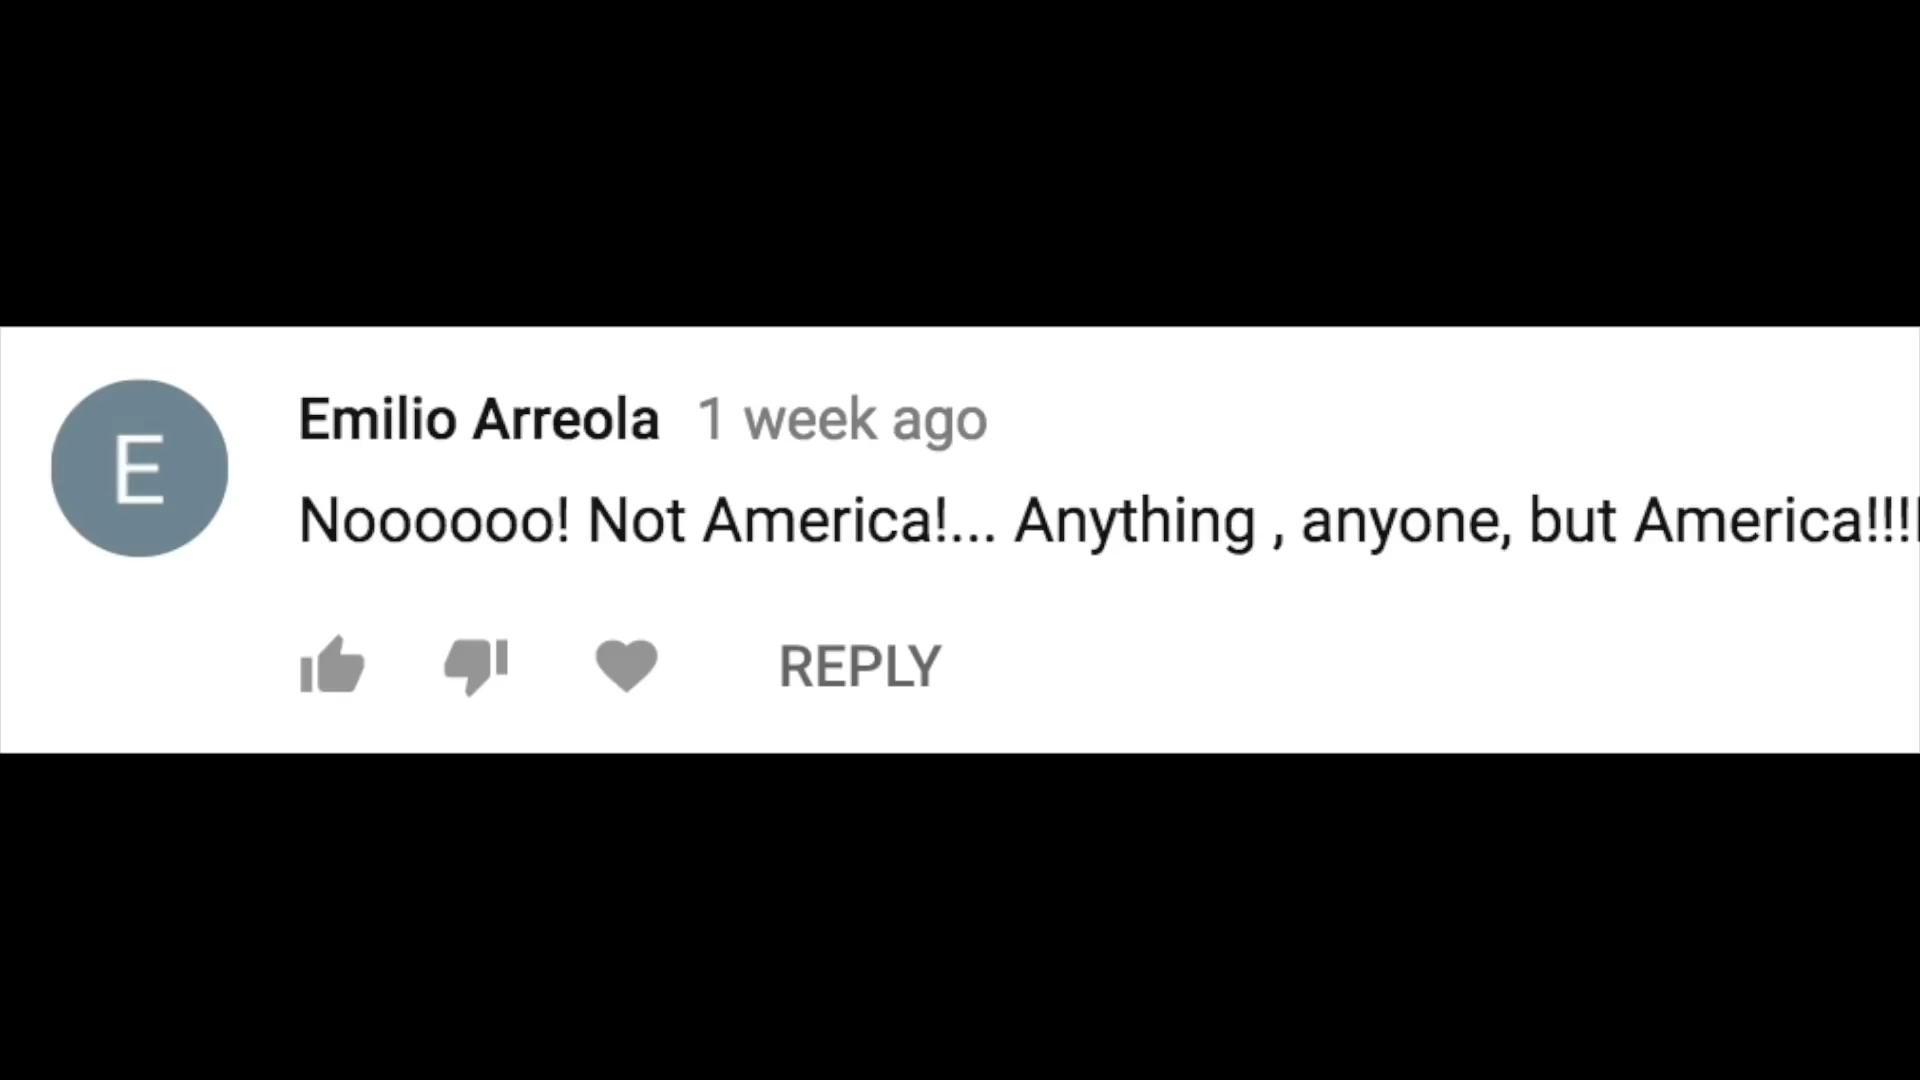 E
Emilio Arreola 1 week ago
Noooooo! Not America!... Anything , anyone, but America!!!!
REPLY